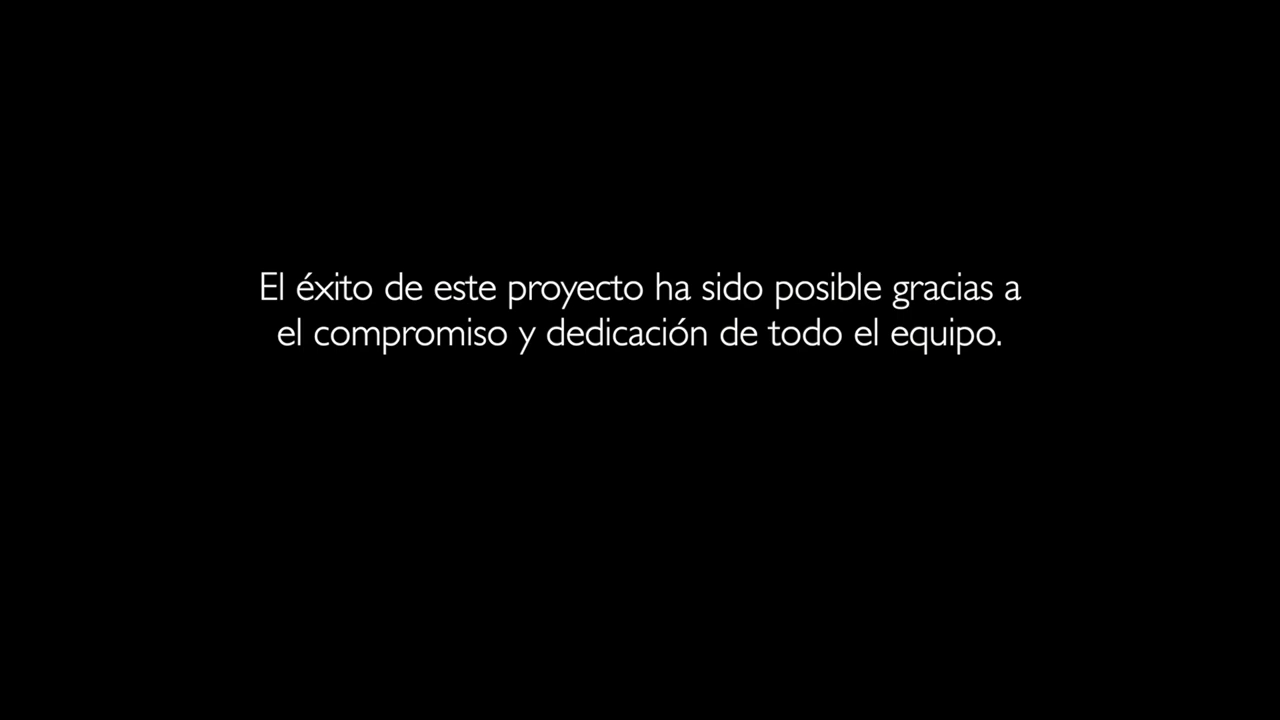 El éxito de este proyecto ha sido posible gracias a
el compromiso y dedicación de todo el equipo.